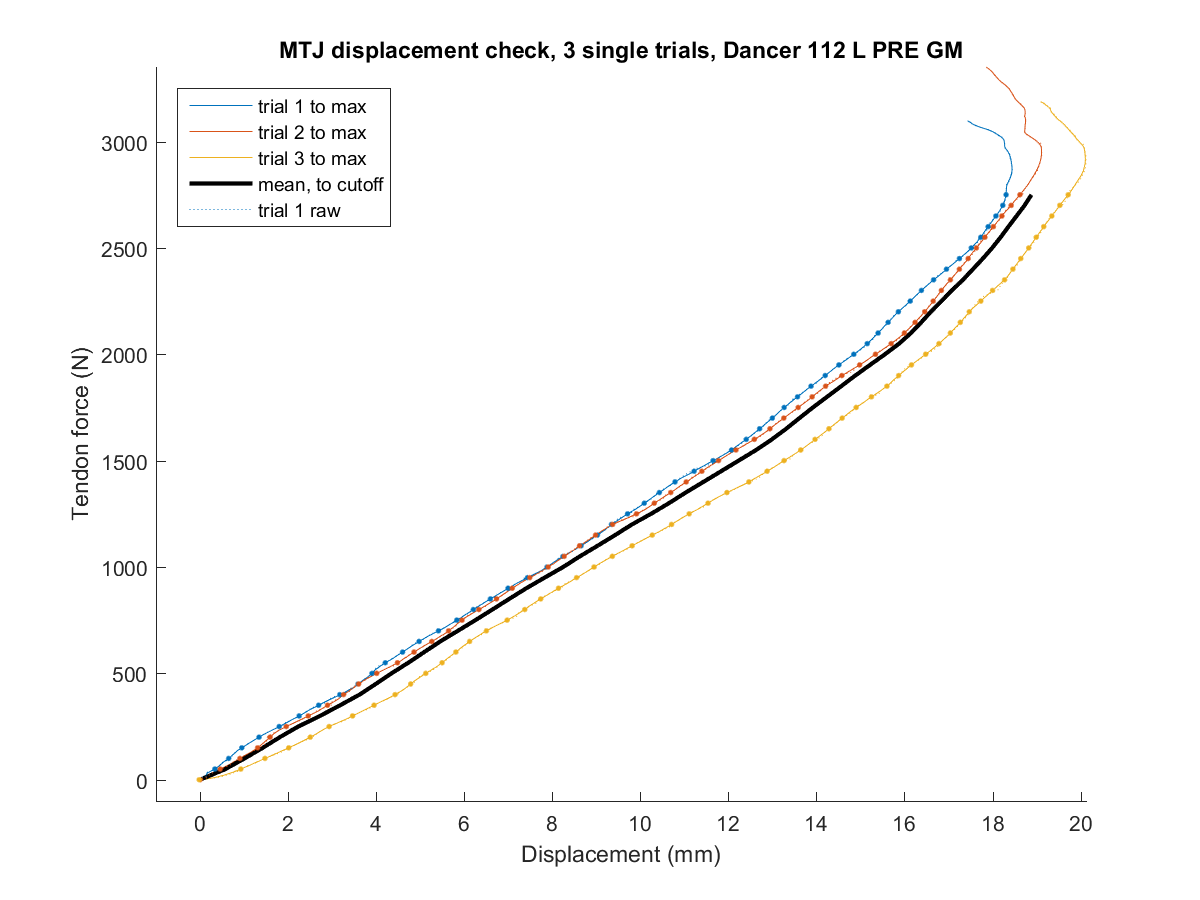 MTJ displacement check, 3 single trials, Dancer 112 L PRE GM
trial 1 to max
trial 2 to max
trial 3 to max
mean, to cutoff
trial 1 raw
Tendon force (N)
3000
2500
2000
1500
1000
500
0
0 2 4 6 8 10 12 14 16 18 20
Displacement (mm)